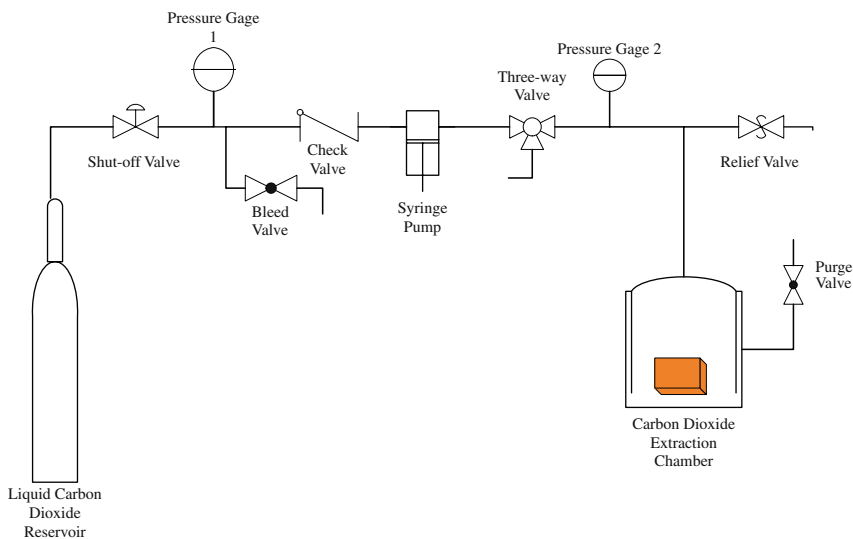 Pressure Gage
1
Pressure Gage 2
Three-way
Valve
Shut-off Valve
Check
Valve
Relief Valve
Bleed
Valve
Syringe
Pump
Purge
Valve
Carbon Dioxide
Extraction
Chamber
Liquid Carbon
Dioxide
Reservoir